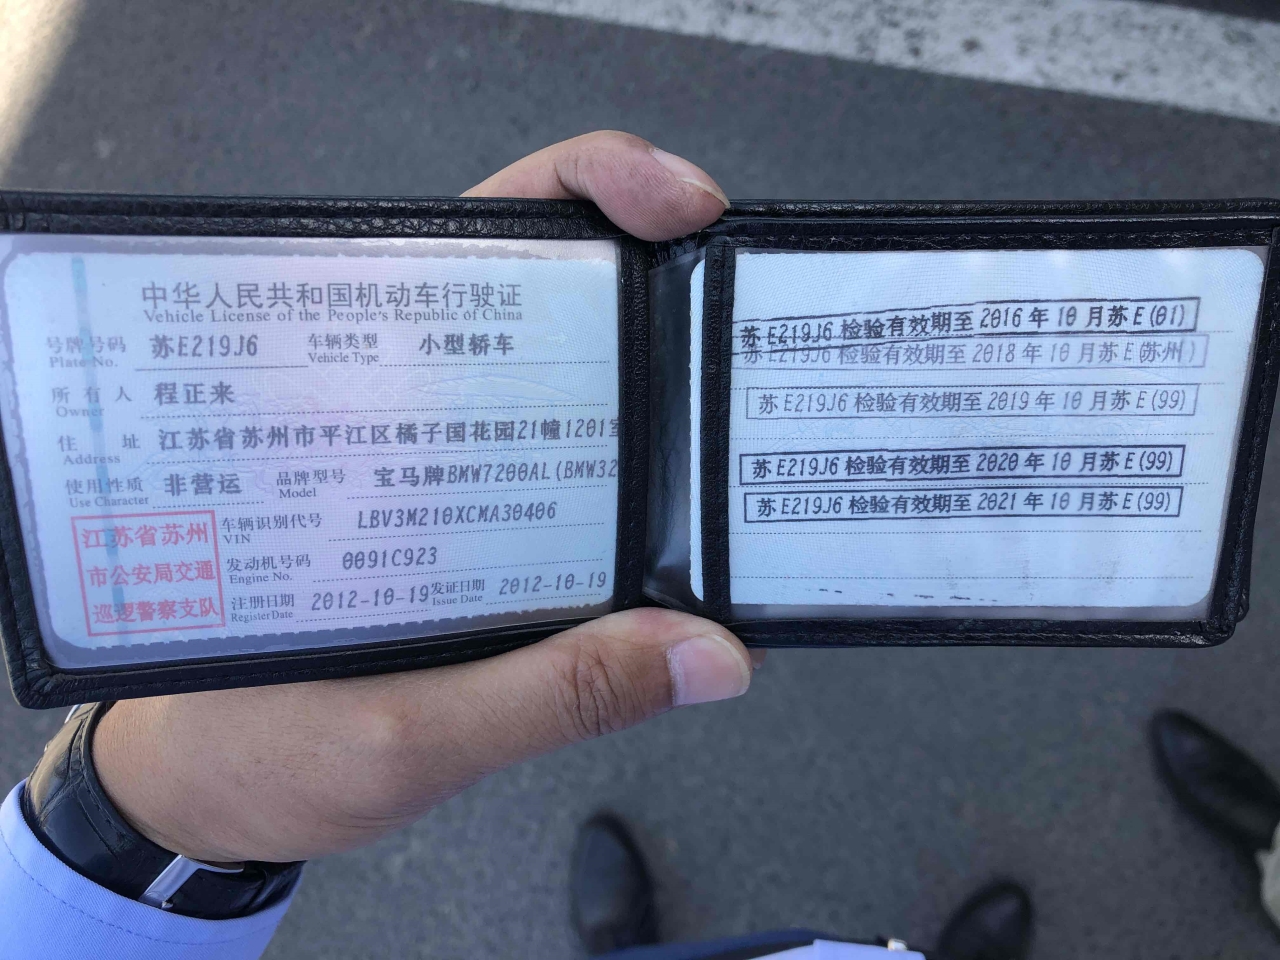 中华人民共和国机动车行驶证
Vehicle License of the People's Republic of China
号牌号码 苏E219J6 车辆类型 小型轿车
Plate No. Vehicle Type
所有人 程正来
Owner
住址 江苏省苏州市平江区橘子国花园21幢1201室
Address
使用性质 非营运 品牌型号 宝马牌BMW7200AL(BMW32
Use Character Model
江苏省苏州
市公安局交通
巡逻警察支队
车辆识别代号 LBV3M210XCMA30406
VIN
发动机号码 0091C923
Engine No.
注册日期 2012-10-19 发证日期 2012-10-19
Register Date Issue Date
苏E219J6 检验有效期至 2016 年 10 月苏E(01)
苏E219J6 检验有效期至 2018 年 10 月苏E(苏州)
苏E219J6 检验有效期至 2019 年 10 月苏E(99)
苏E219J6 检验有效期至 2020 年 10 月苏E(99)
苏E219J6 检验有效期至 2021 年 10 月苏E(99)